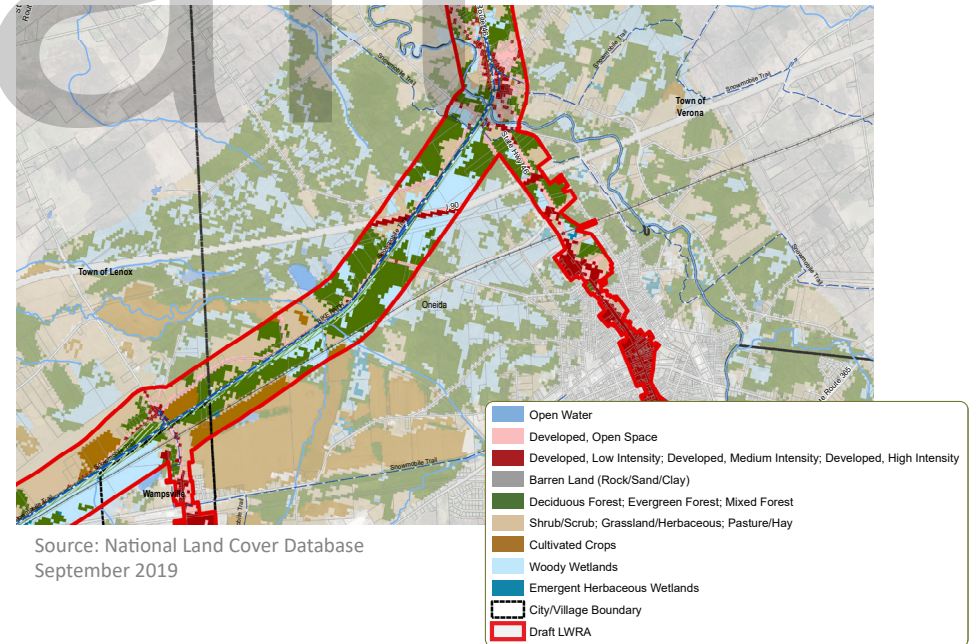 Snowmobile Trail
Snowmobile Trail
Snowmobile Trail
Town of
Verona
State Hwy 46
I-90
Town of Lenox
Oneida
Snowmobile Trail
Snowmobile Trail
Wampsville
Route 365
Open Water
Developed, Open Space
Developed, Low Intensity; Developed, Medium Intensity; Developed, High Intensity
Barren Land (Rock/Sand/Clay)
Deciduous Forest; Evergreen Forest; Mixed Forest
Shrub/Scrub; Grassland/Herbaceous; Pasture/Hay
Cultivated Crops
Woody Wetlands
Emergent Herbaceous Wetlands
City/Village Boundary
Draft LWRA
Source: National Land Cover Database
September 2019